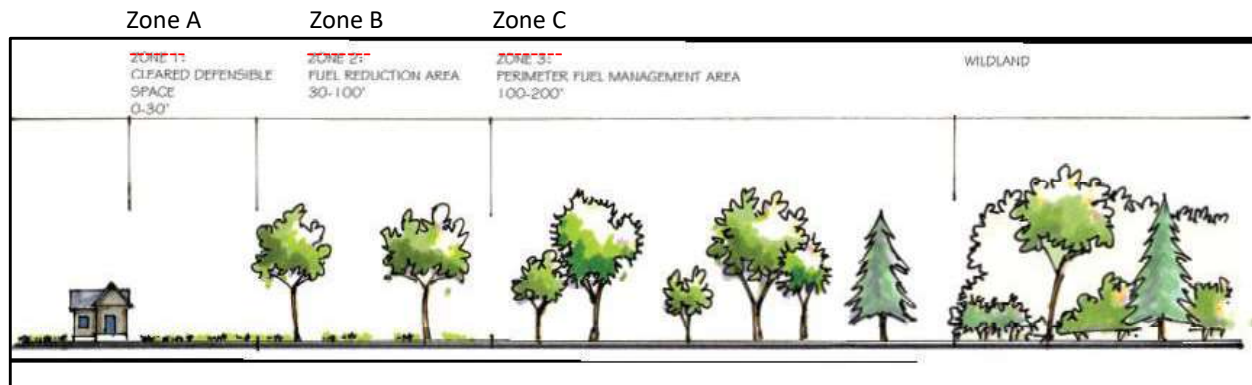 Zone A
Zone B
Zone C
ZONE 1:
CLEARED DEFENSIBLE
SPACE
0-30'
ZONE 2:
FUEL REDUCTION AREA
30-100'
ZONE 3:
PERIMETER FUEL MANAGEMENT AREA
100-200'
WILDLAND